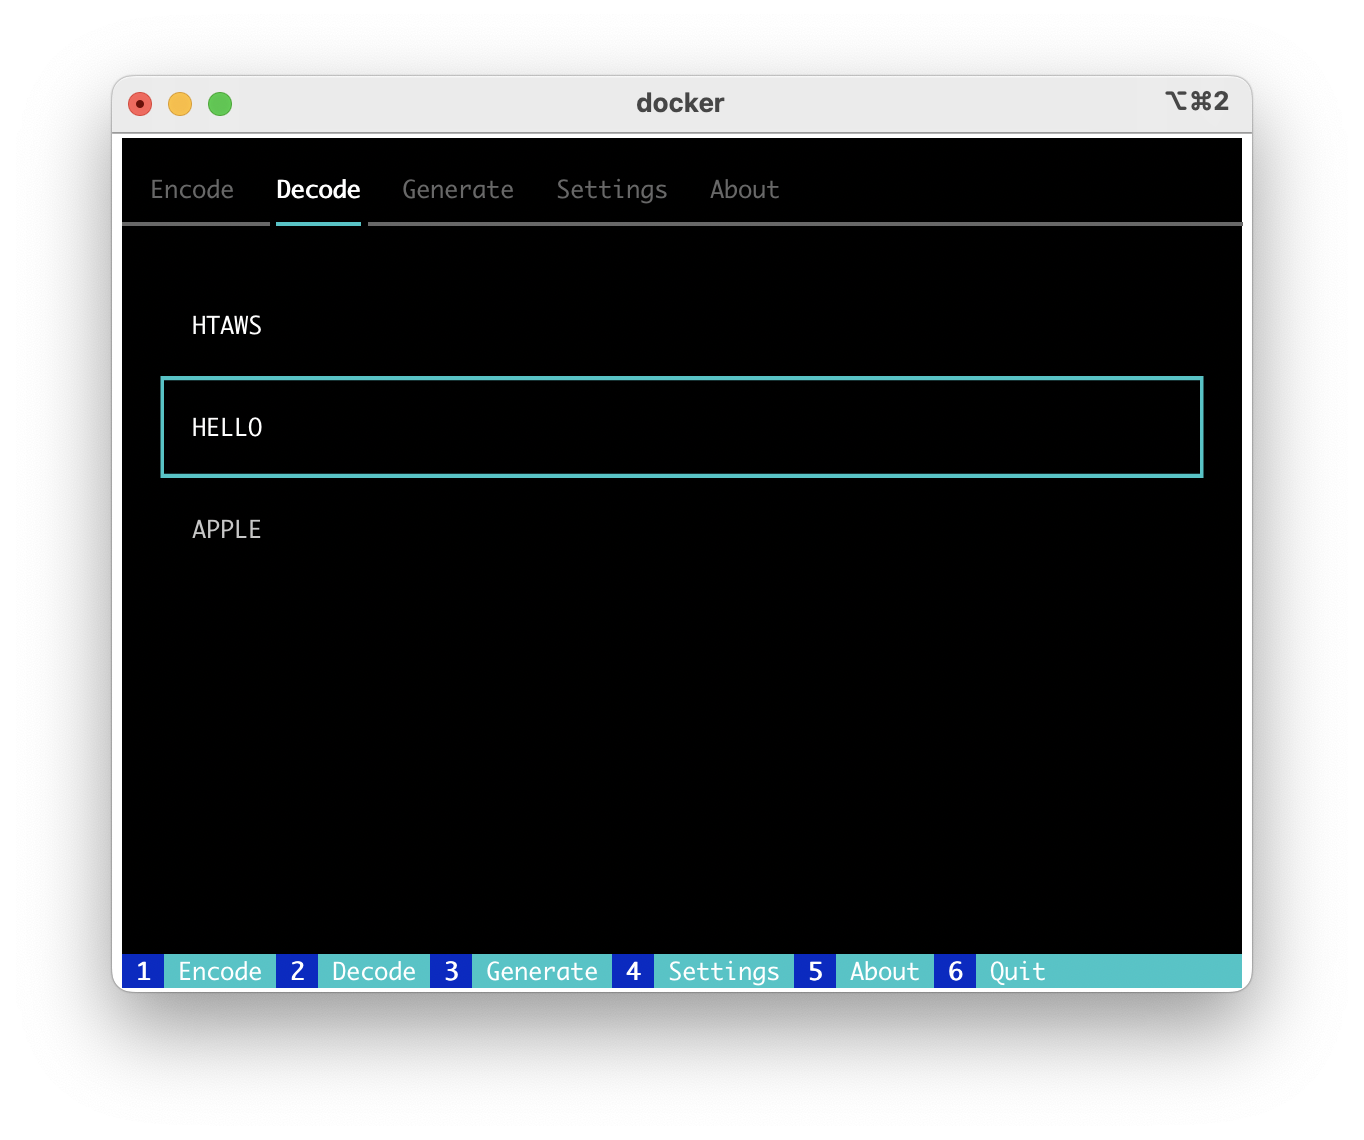 docker ⌥⌘2
Encode Decode Generate Settings About
HTAWS
HELLO
APPLE
1 Encode 2 Decode 3 Generate 4 Settings 5 About 6 Quit